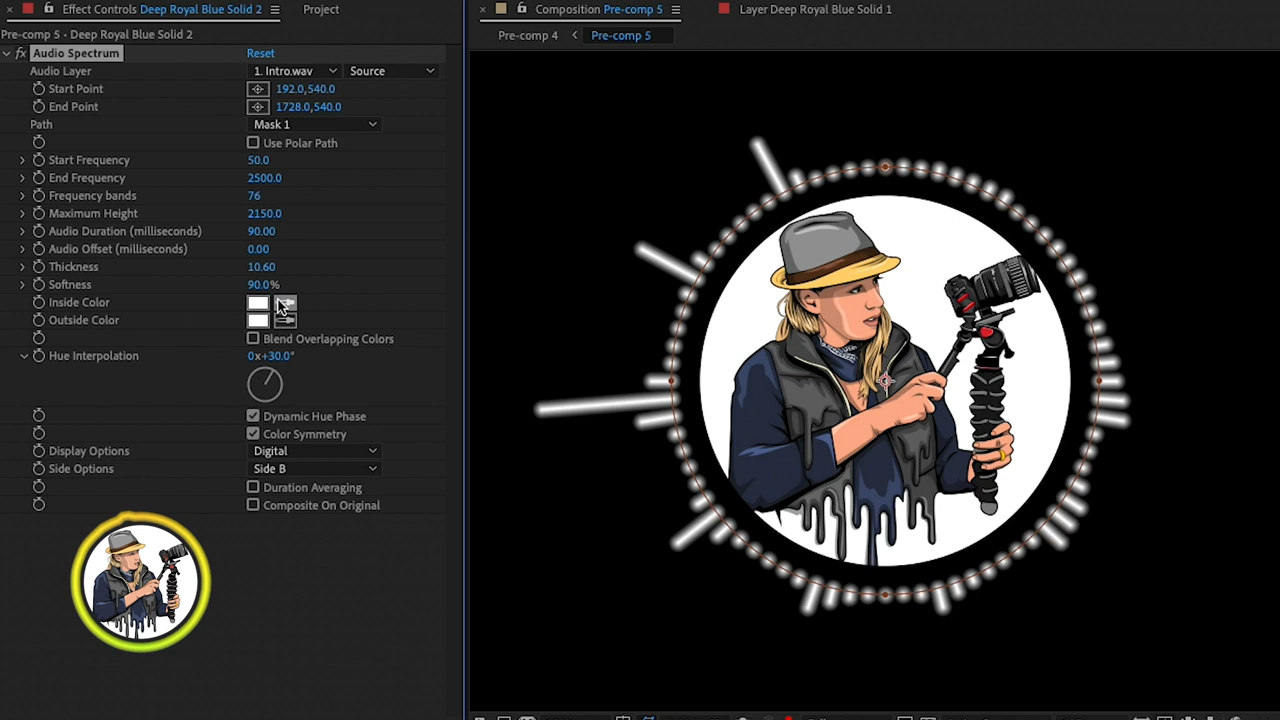 Effect Controls Deep Royal Blue Solid 2
Project
Pre-comp 5 • Deep Royal Blue Solid 2
fx Audio Spectrum Reset
Audio Layer 1. Intro.wav Source
Start Point 192.0,540.0
End Point 1728.0,540.0
Path Mask 1
Use Polar Path
Start Frequency 50.0
End Frequency 2500.0
Frequency bands 76
Maximum Height 2150.0
Audio Duration (milliseconds) 90.00
Audio Offset (milliseconds) 0.00
Thickness 10.60
Softness 90.0%
Inside Color
Outside Color
Blend Overlapping Colors
Hue Interpolation 0x+30.0°
Dynamic Hue Phase
Color Symmetry
Display Options Digital
Side Options Side B
Duration Averaging
Composite On Original
Composition Pre-comp 5
Layer Deep Royal Blue Solid 1
Pre-comp 4 Pre-comp 5